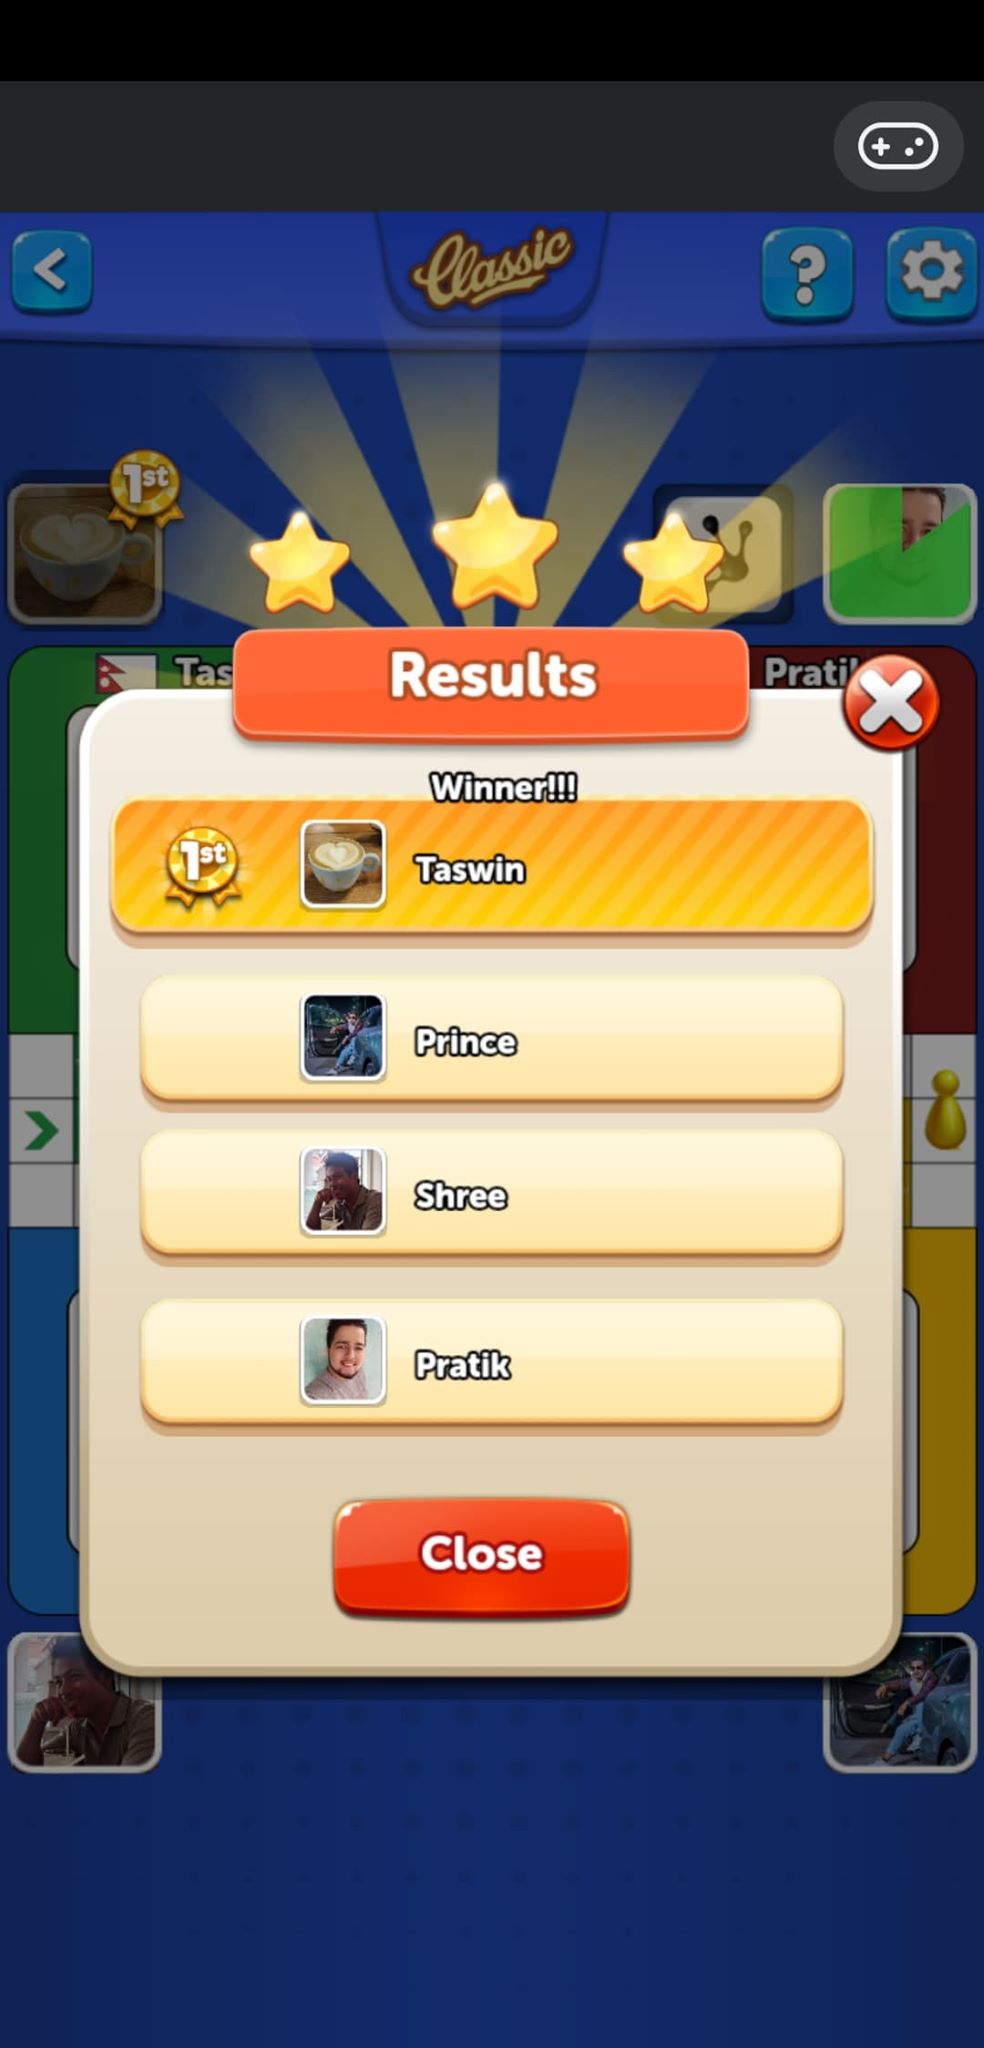 Classic
?
1st
Tas
Results
Prati
Winner!!!
1st
Taswin
Prince
Shree
Pratik
Close